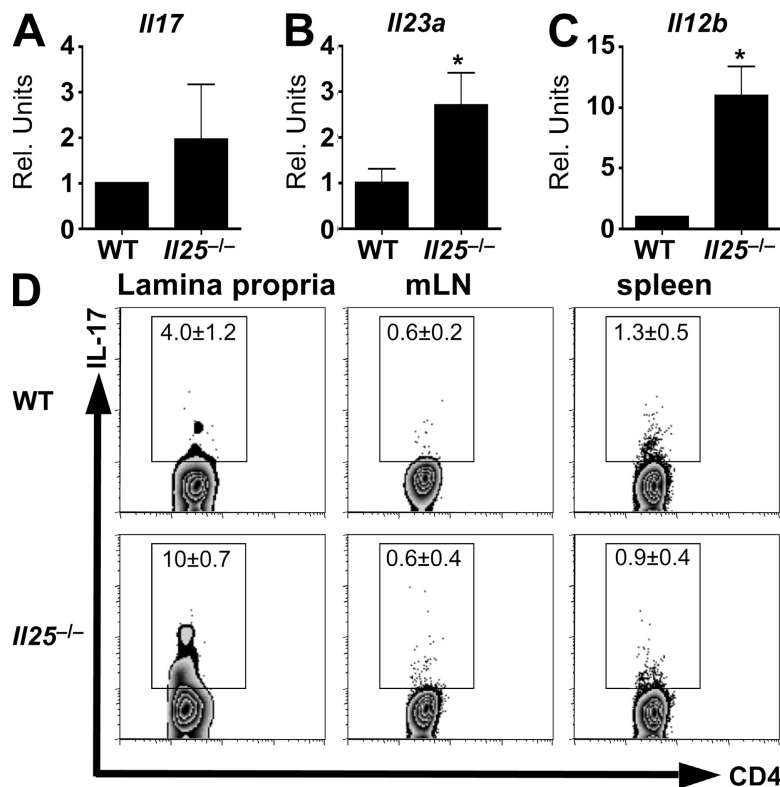 A
Il17
Rel. Units
4
3
2
1
0
WT
Il25–/–
B
Il23a
Rel. Units
4
3
2
1
0
*
WT
Il25–/–
C
Il12b
Rel. Units
15
10
5
0
*
WT
Il25–/–
D
Lamina propria
mLN
spleen
IL-17
WT
4.0±1.2
0.6±0.2
1.3±0.5
Il25–/–
10±0.7
0.6±0.4
0.9±0.4
CD4